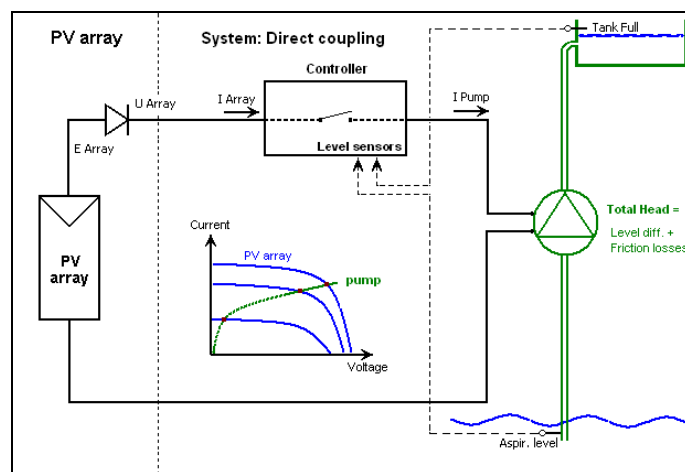 PV array
System: Direct coupling
Tank Full
Controller
U Array
I Array
I Pump
Level sensors
E Array
PV
array
Total Head =
Level diff. +
Friction losses
Current
PV array
pump
Voltage
Aspir. level